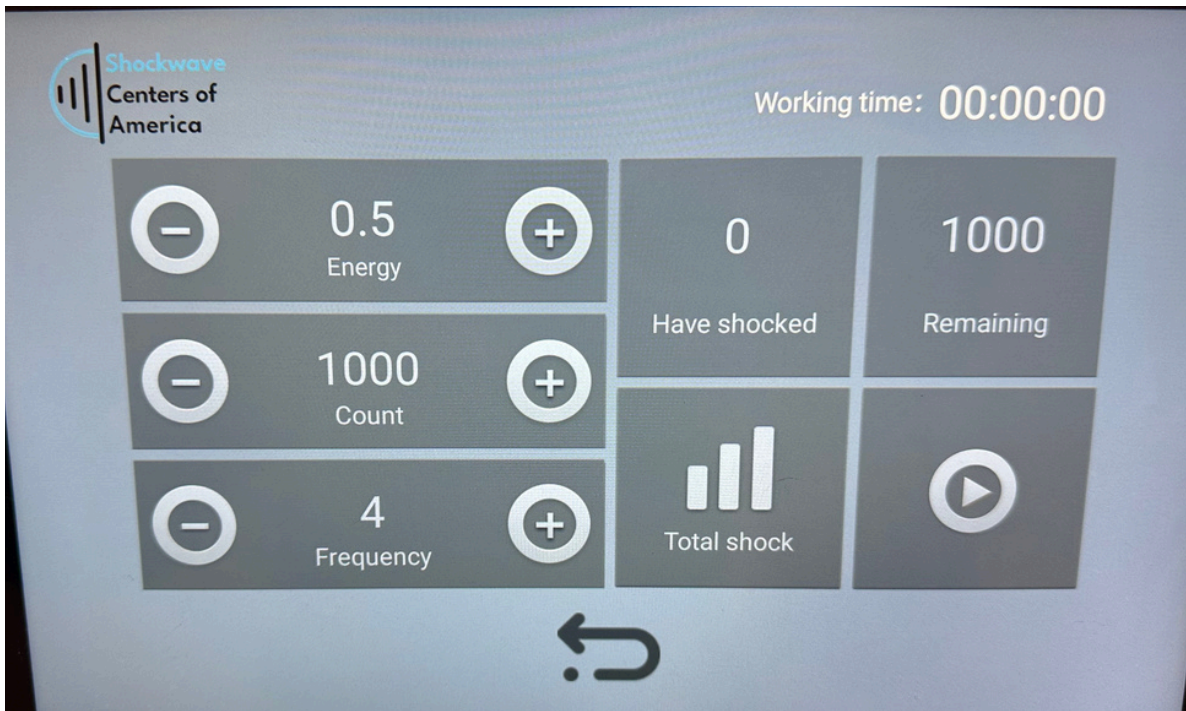 Shockwave
Centers of
America
Working time: 00:00:00
0.5
Energy
0
Have shocked
1000
Remaining
1000
Count
4
Frequency
Total shock